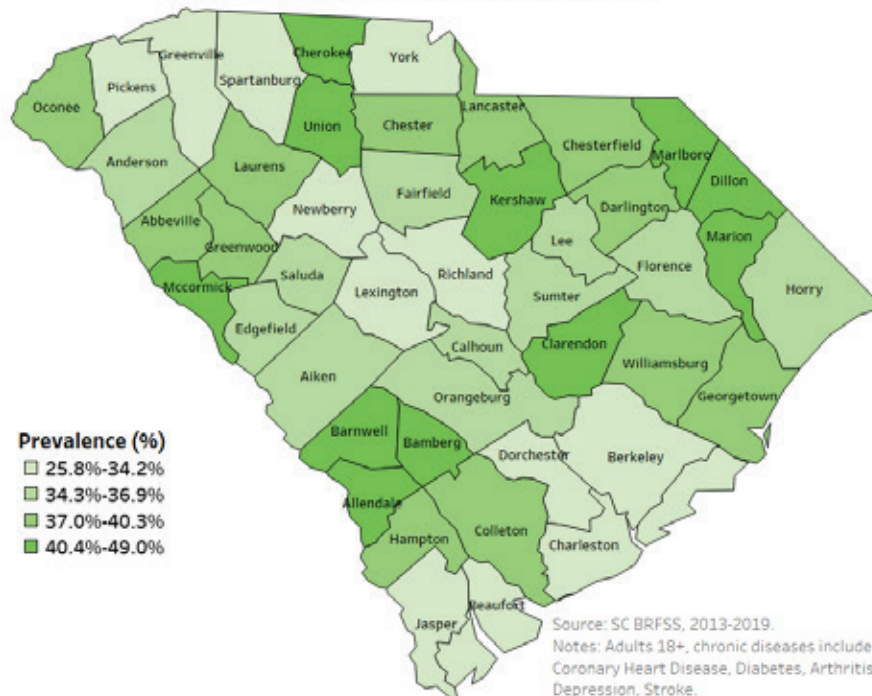 Greenville
Cherokee
York
Spartanburg
Pickens
Oconee
Lancaster
Union
Chester
Chesterfield
Marlboro
Anderson
Laurens
Dillon
Fairfield
Kershaw
Darlington
Newberry
Abbeville
Marion
Greenwood
Lee
Richland
Florence
Saluda
Mccormick
Lexington
Horry
Sumter
Edgefield
Calhoun
Clarendon
Williamsburg
Aiken
Orangeburg
Georgetown
Barnwell
Bamberg
Dorchester
Berkeley
Allendale
Colleton
Hampton
Charleston
Beaufort
Jasper
Prevalence (%)
25.8%-34.2%
34.3%-36.9%
37.0%-40.3%
40.4%-49.0%
Source: SC BRFSS, 2013-2019.
Notes: Adults 18+, chronic diseases include
Coronary Heart Disease, Diabetes, Arthritis
Depression, Stroke.